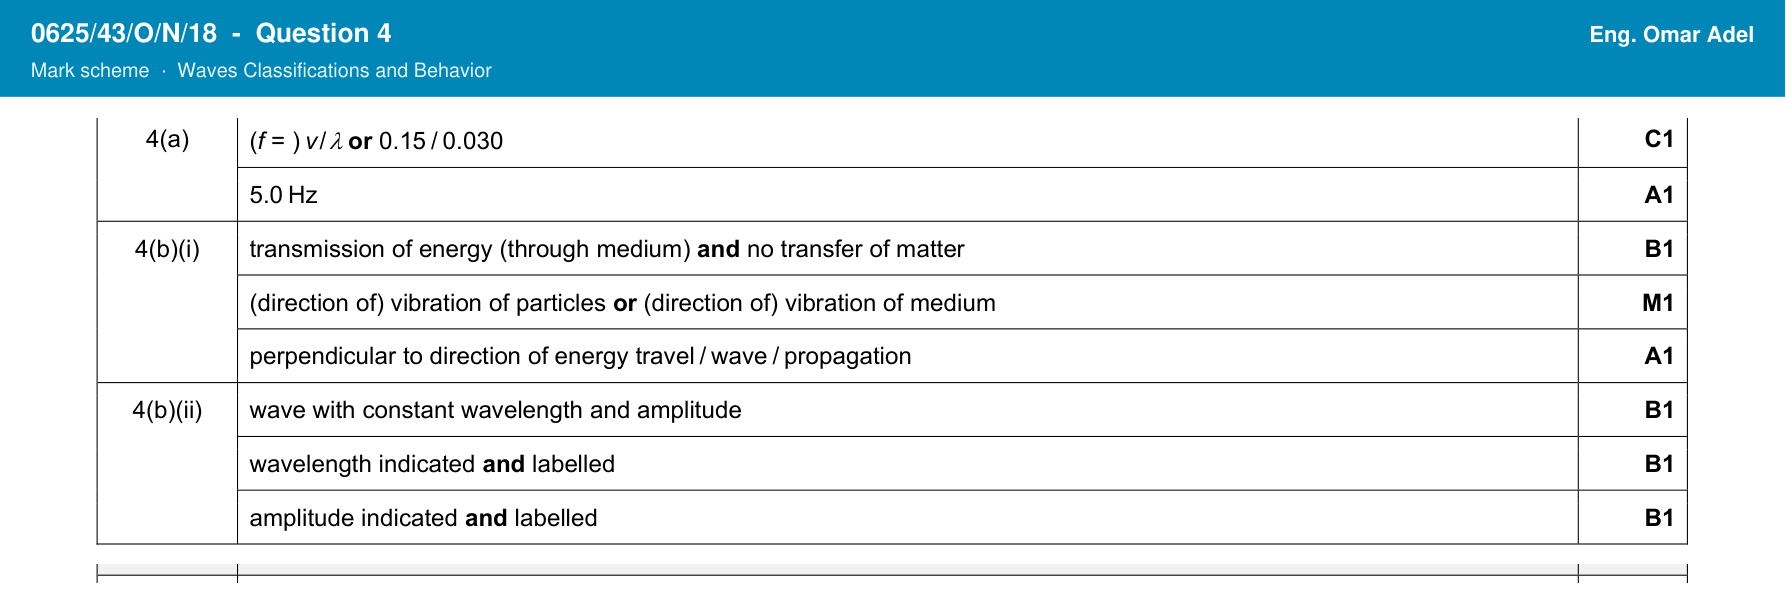 0625/43/O/N/18 - Question 4
Eng. Omar Adel
Mark scheme · Waves Classifications and Behavior
4(a) (f = ) v / λ or 0.15 / 0.030 C1
5.0 Hz A1
4(b)(i) transmission of energy (through medium) and no transfer of matter B1
(direction of) vibration of particles or (direction of) vibration of medium M1
perpendicular to direction of energy travel / wave / propagation A1
4(b)(ii) wave with constant wavelength and amplitude B1
wavelength indicated and labelled B1
amplitude indicated and labelled B1